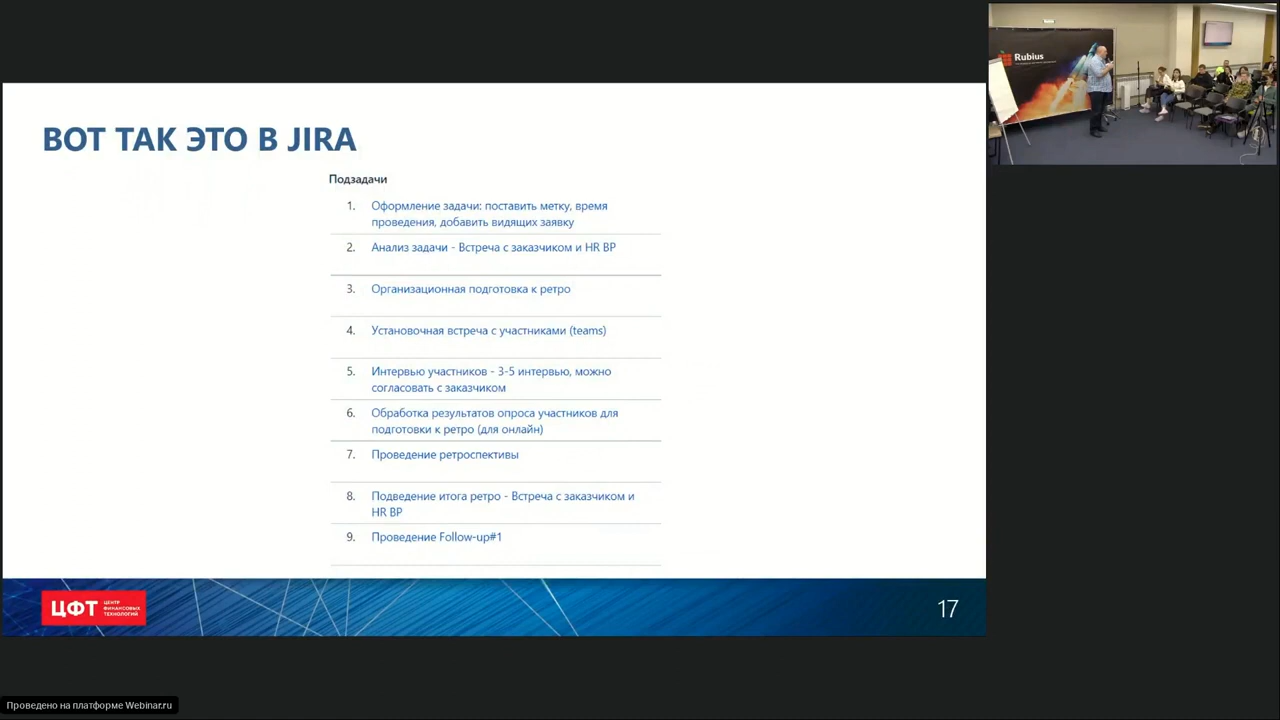 ВОТ ТАК ЭТО В JIRA
Подзадачи
1. Оформление задачи: поставить метку, время
проведения, добавить видящих заявку
2. Анализ задачи - Встреча с заказчиком и HR BP
3. Организационная подготовка к ретро
4. Установочная встреча с участниками (teams)
5. Интервью участников - 3-5 интервью, можно
согласовать с заказчиком
6. Обработка результатов опроса участников для
подготовки к ретро (для онлайн)
7. Проведение ретроспективы
8. Подведение итога ретро - Встреча с заказчиком и
HR BP
9. Проведение Follow-up#1
ЦФТ
ЦЕНТР
ФИНАНСОВЫХ
ТЕХНОЛОГИЙ
17
Rubius
Проведено на платформе Webinar.ru